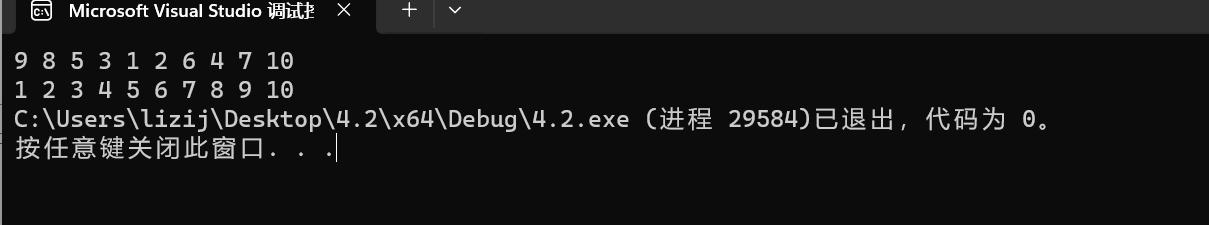 Microsoft Visual Studio 调试
9 8 5 3 1 2 6 4 7 10
1 2 3 4 5 6 7 8 9 10
C:\Users\lizij\Desktop\4.2\x64\Debug\4.2.exe (进程 29584)已退出，代码为 0。
按任意键关闭此窗口. . .